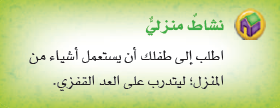 نشاطٌ منزليٌّ
اطلب إلى طفلك أن يستعمل أشياء من
المنزل؛ ليتدرب على العد القفزي.